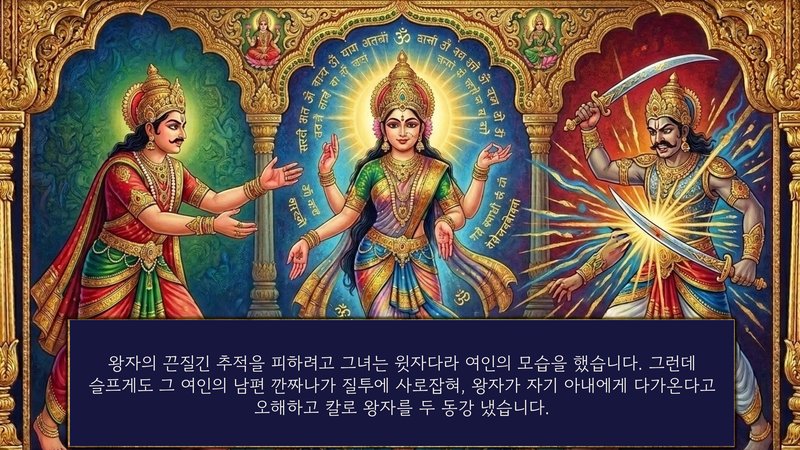 왕자의 끈질긴 추적을 피하려고 그녀는 윗자다라 여인의 모습을 했습니다. 그런데
슬프게도 그 여인의 남편 깐짜나가 질투에 사로잡혀, 왕자가 자기 아내에게 다가온다고
오해하고 칼로 왕자를 두 동강 냈습니다.